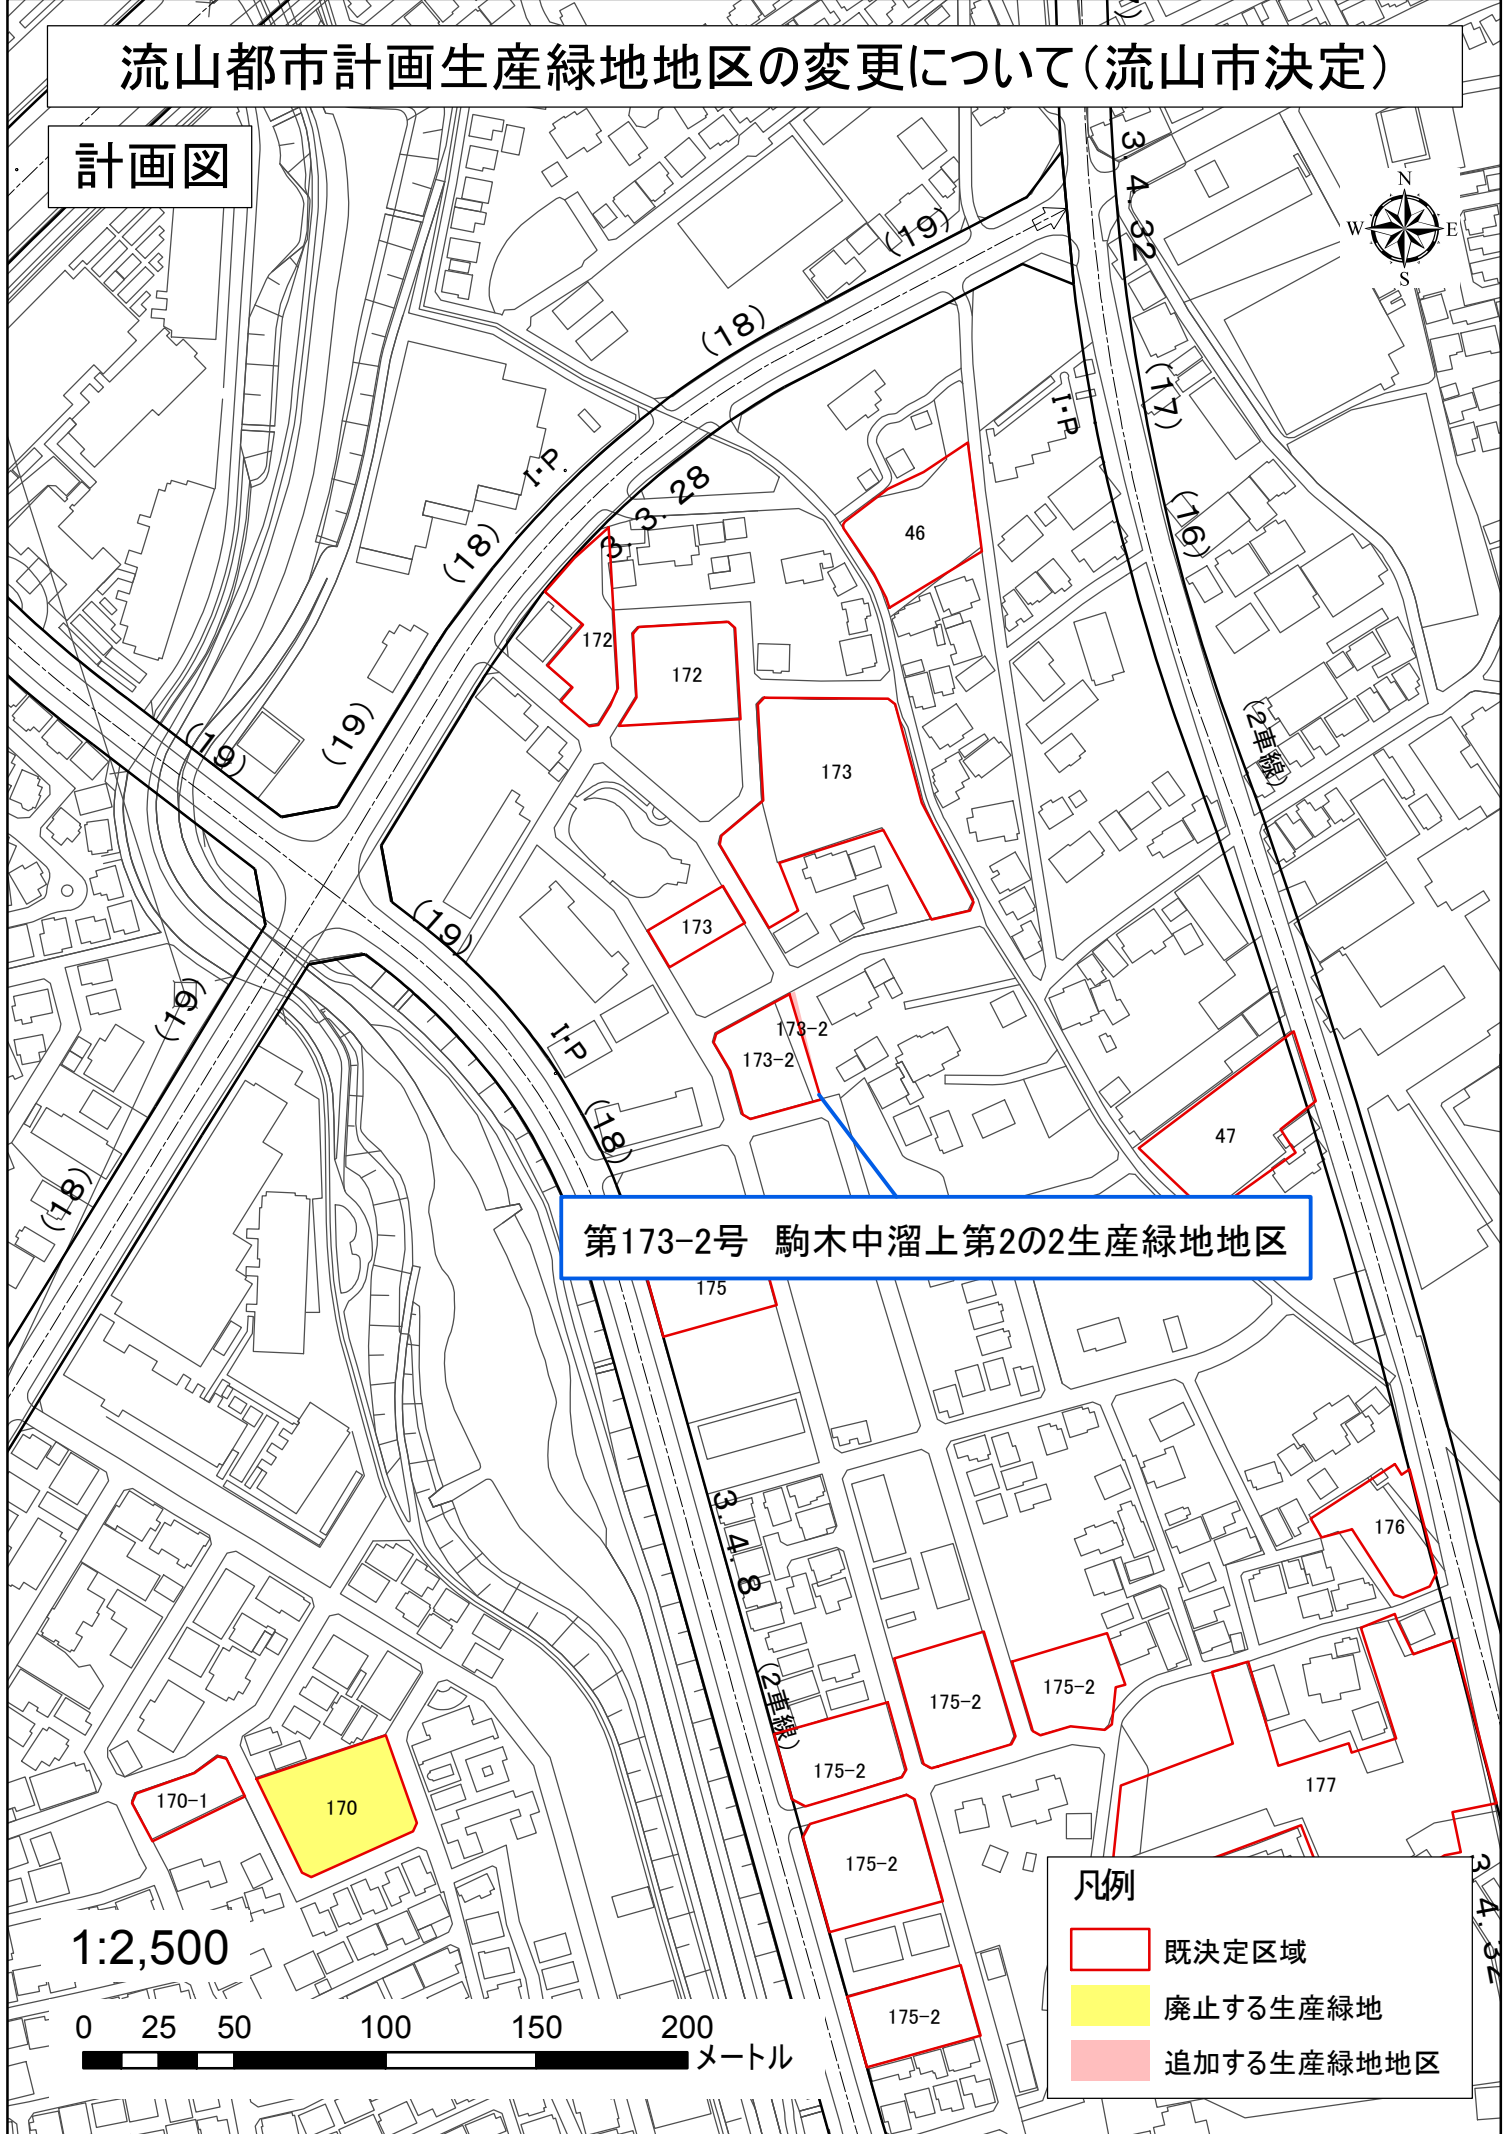 流山都市計画生産緑地地区の変更について(流山市決定)
計画図
N
W E
S
3. 4. 32
(19)
(18)
(17)
I・P
I・P
3. 3. 28
(18)
(16)
46
172
172
(2車線)
(19)
(19)
173
173
(19)
(19)
173-2
173-2
I・P
(18)
47
(18)
第173-2号 駒木中溜上第2の2生産緑地地区
175
3. 4. 8
176
(2車線)
175-2
175-2
175-2
177
170-1
170
175-2
175-2
1:2,500
0 25 50 100 150 200
メートル
凡例
既決定区域
廃止する生産緑地
追加する生産緑地地区
3. 4. 32